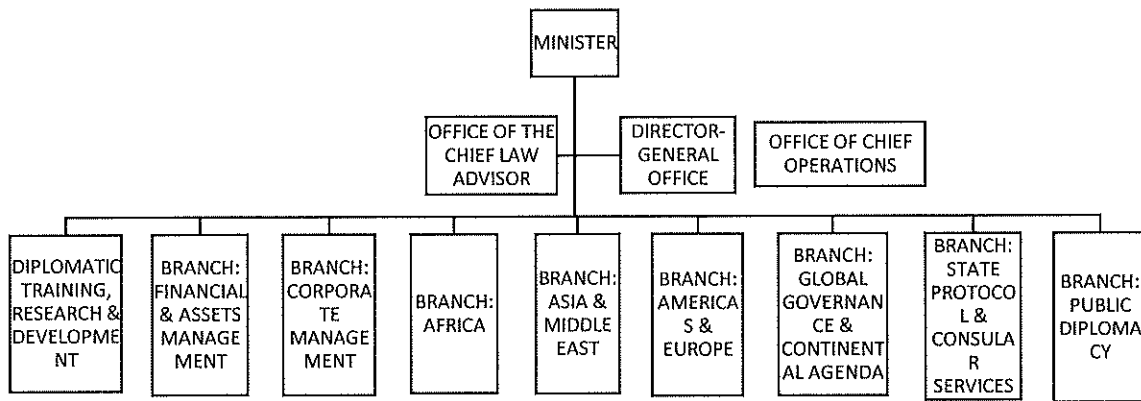 MINISTER
OFFICE OF THE
CHIEF LAW
ADVISOR
DIRECTOR-
GENERAL
OFFICE
OFFICE OF CHIEF
OPERATIONS
DIPLOMATIC
TRAINING,
RESEARCH &
DEVELOPME
NT
BRANCH:
FINANCIAL
& ASSETS
MANAGEME
NT
BRANCH:
CORPORA
TE
MANAGE
MENT
BRANCH:
AFRICA
BRANCH:
ASIA &
MIDDLE
EAST
BRANCH:
AMERICA
S &
EUROPE
BRANCH:
GLOBAL
GOVERNAN
CE &
CONTINENT
AL AGENDA
BRANCH:
STATE
PROTOCO
L &
CONSULA
R
SERVICES
BRANCH:
PUBLIC
DIPLOMA
CY